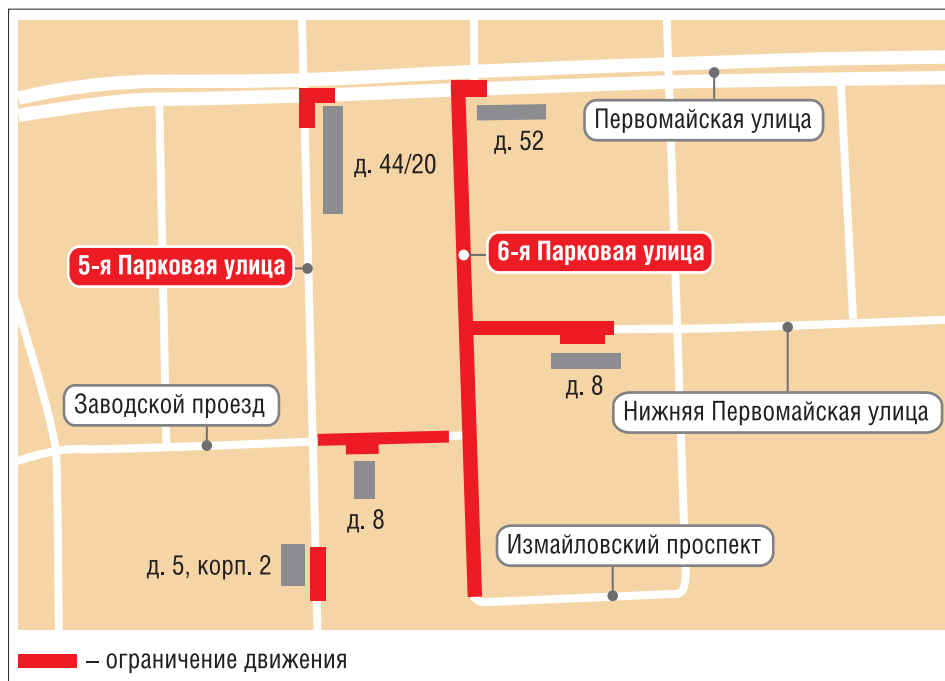 Первомайская улица
д. 52
д. 44/20
5-я Парковая улица
6-я Парковая улица
д. 8
Заводской проезд
Нижняя Первомайская улица
д. 8
Измайловский проспект
д. 5, корп. 2
– ограничение движения